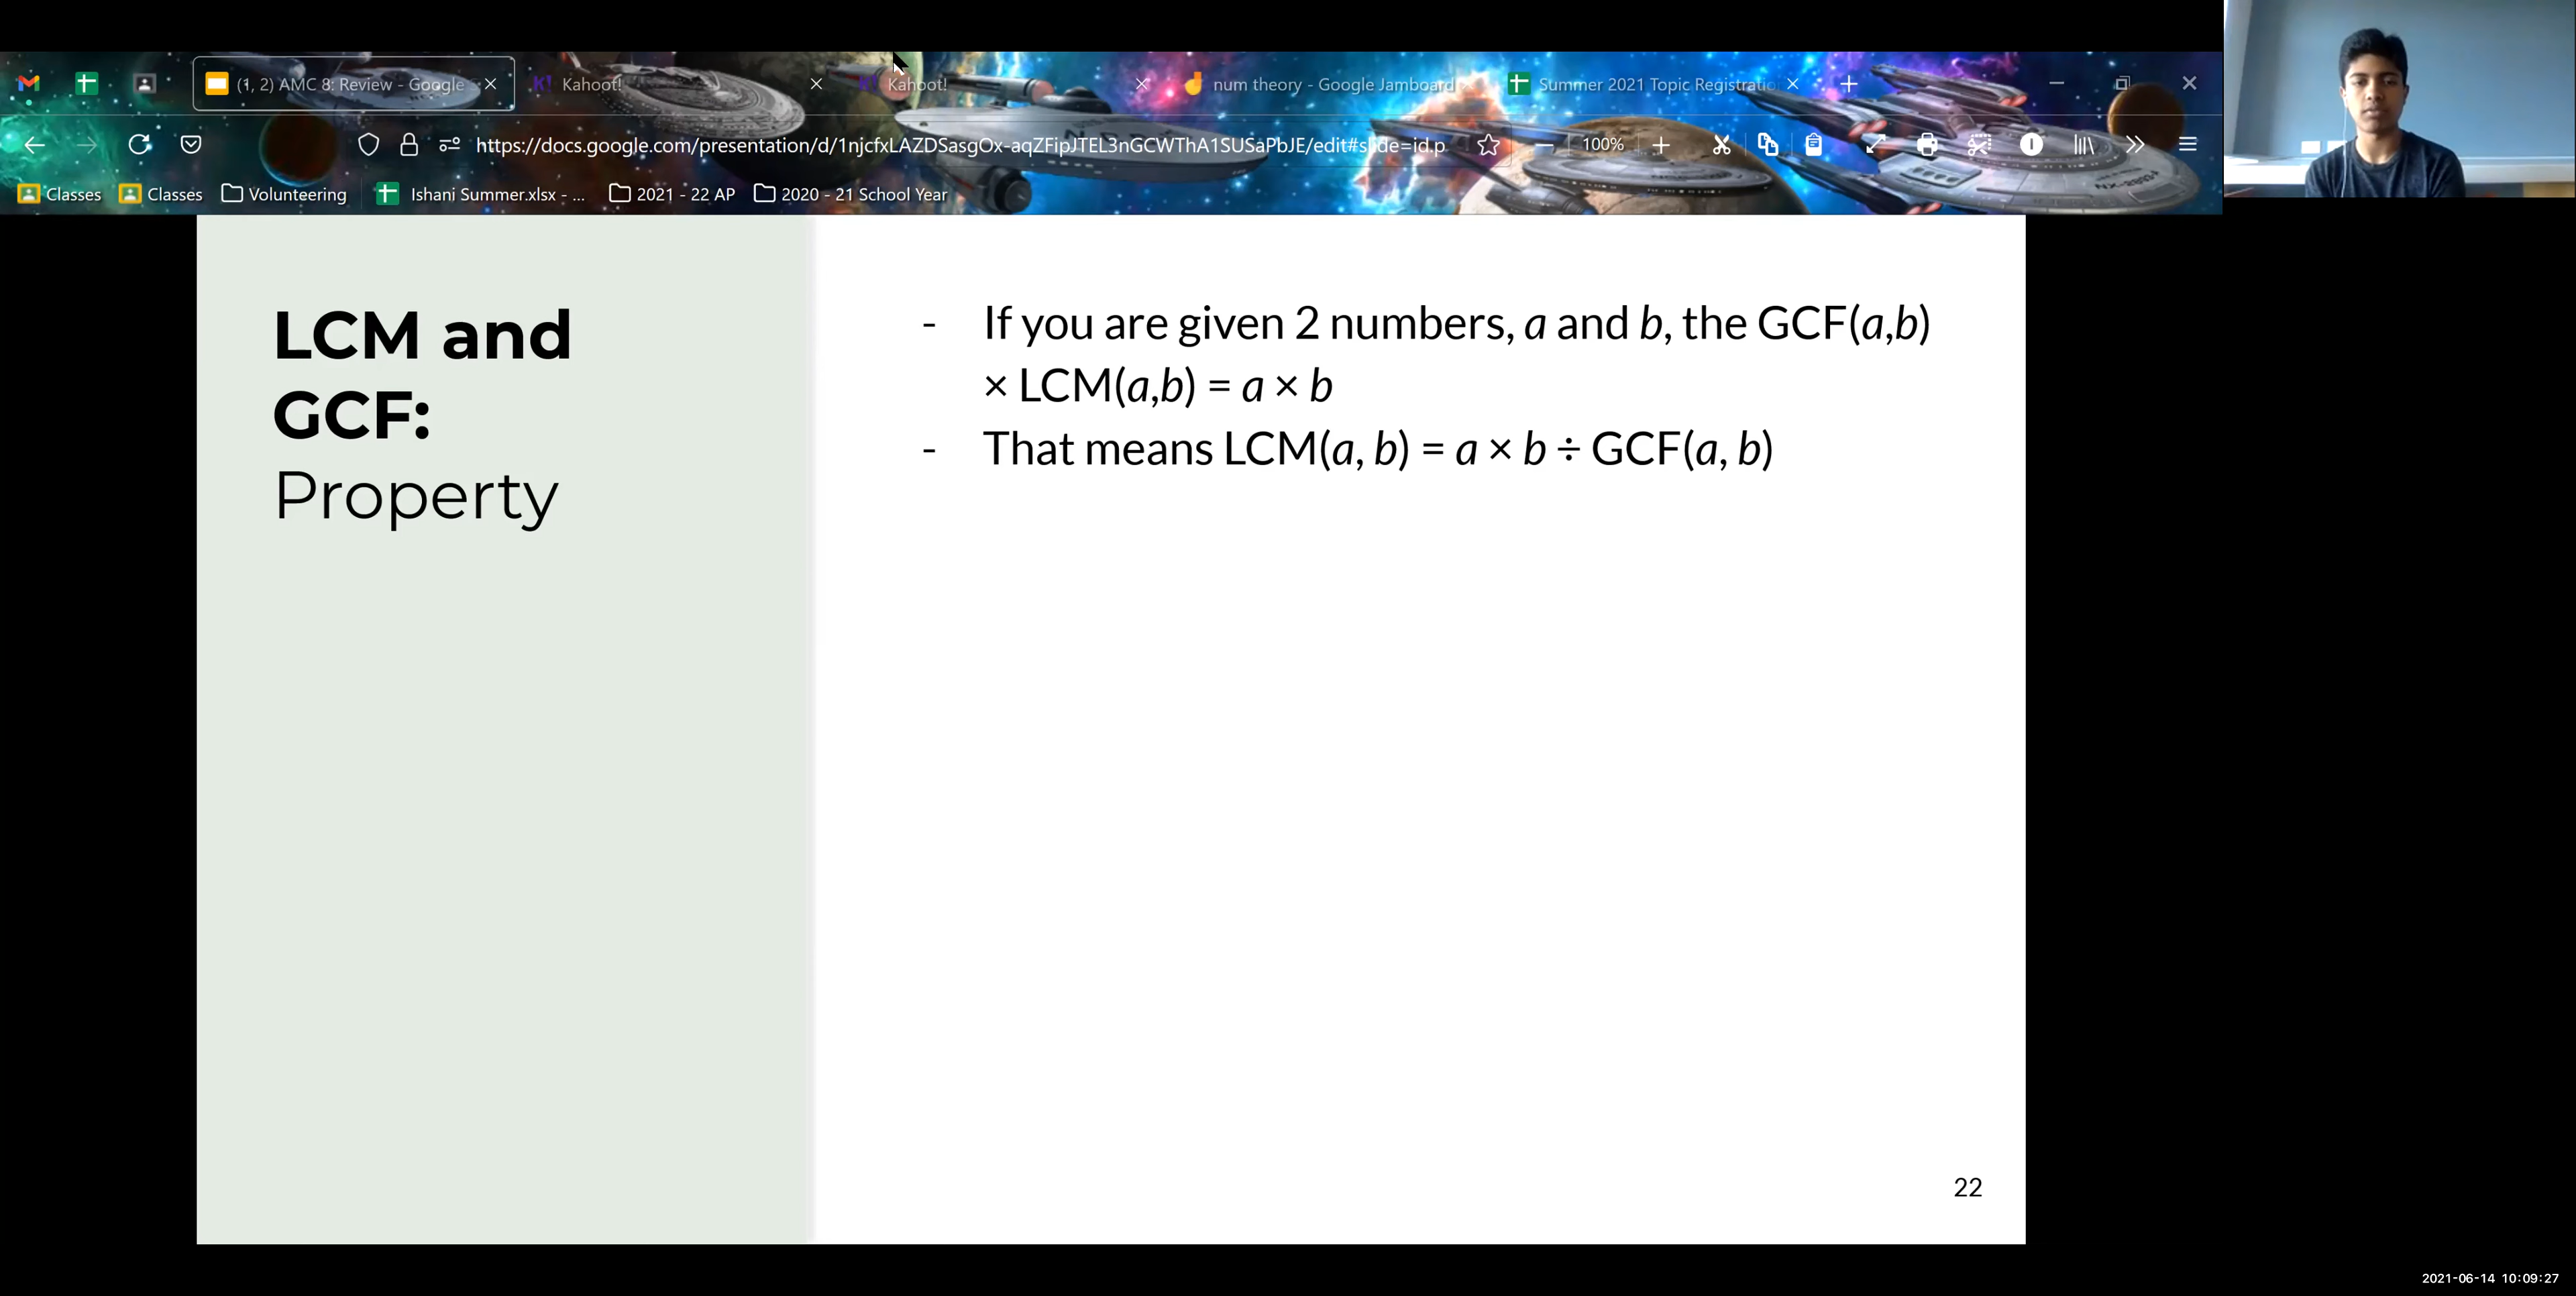 (1, 2) AMC 8: Review - Google
Kahoot!
Kahoot!
num theory - Google Jamboard
Summer 2021 Topic Registratio
https://docs.google.com/presentation/d/1njcfxLAZDSasgOx-aqZFipJTEL3nGCWThA1SUSaPbJE/edit#slide=id.p
100%
Classes
Classes
Volunteering
Ishani Summer.xlsx - ...
2021 - 22 AP
2020 - 21 School Year
LCM and
GCF:
Property
- If you are given 2 numbers, a and b, the GCF(a,b)
× LCM(a,b) = a × b
- That means LCM(a, b) = a × b ÷ GCF(a, b)
22
2021-06-14 10:09:27